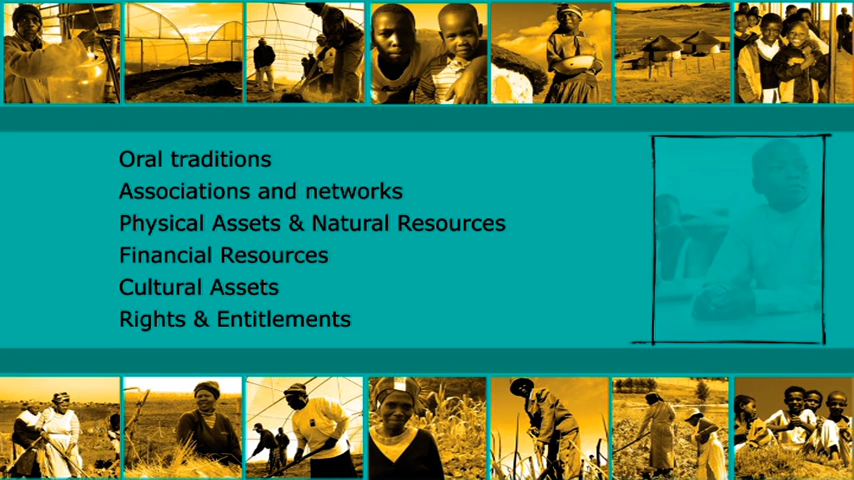 Oral traditions
Associations and networks
Physical Assets & Natural Resources
Financial Resources
Cultural Assets
Rights & Entitlements